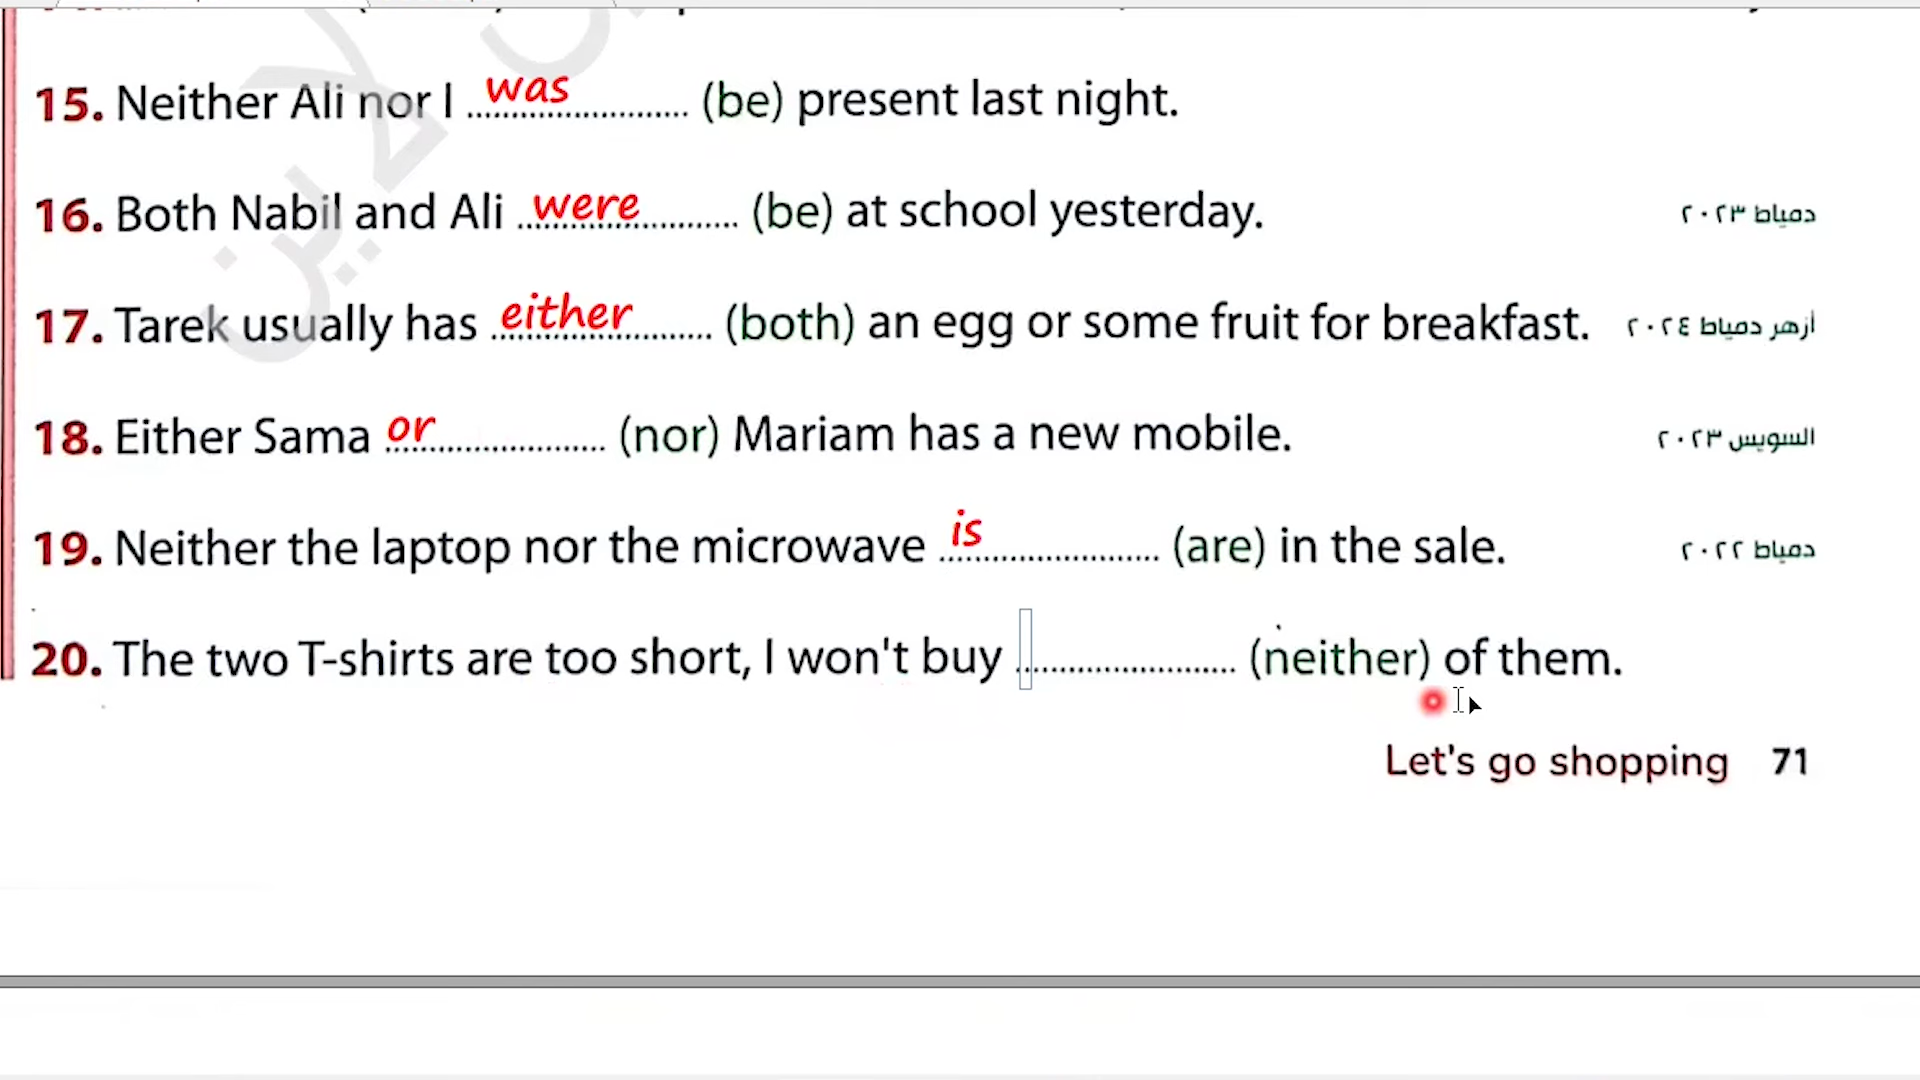 15. Neither Ali nor I was (be) present last night.
16. Both Nabil and Ali were (be) at school yesterday. دمياط ٢٠٢٣
17. Tarek usually has either (both) an egg or some fruit for breakfast. أزهر دمياط ٢٠٢٤
18. Either Sama or (nor) Mariam has a new mobile. السويس ٢٠٢٣
19. Neither the laptop nor the microwave is (are) in the sale. دمياط ٢٠٢٢
20. The two T-shirts are too short, I won't buy (neither) of them.
Let's go shopping 71